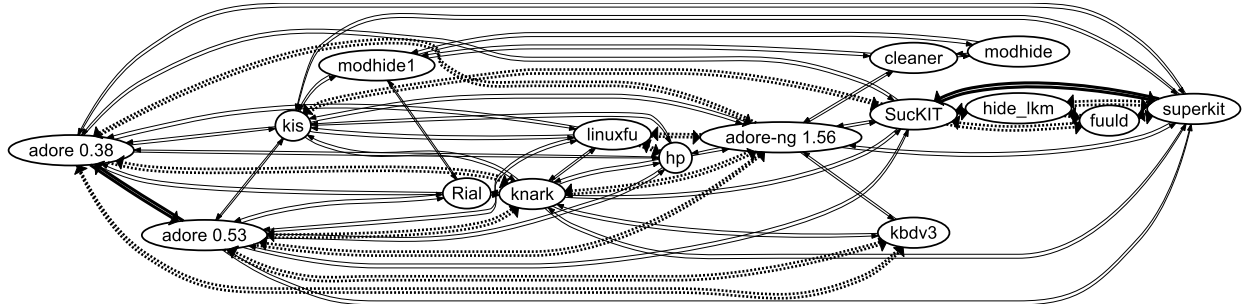 modhide1
cleaner
modhide
adore 0.38
kis
linuxfu
hp
adore-ng 1.56
SucKIT
hide_lkm
fuuld
superkit
Rial
knark
adore 0.53
kbdv3